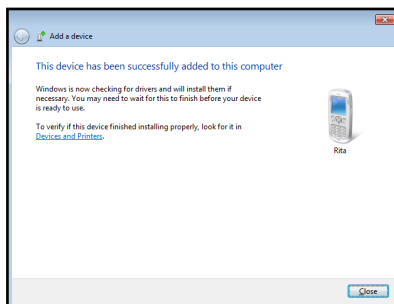 Add a device
This device has been successfully added to this computer
Windows is now checking for drivers and will install them if
necessary. You may need to wait for this to finish before your device
is ready to use.
To verify if this device finished installing properly, look for it in
Devices and Printers.
Rita
Close